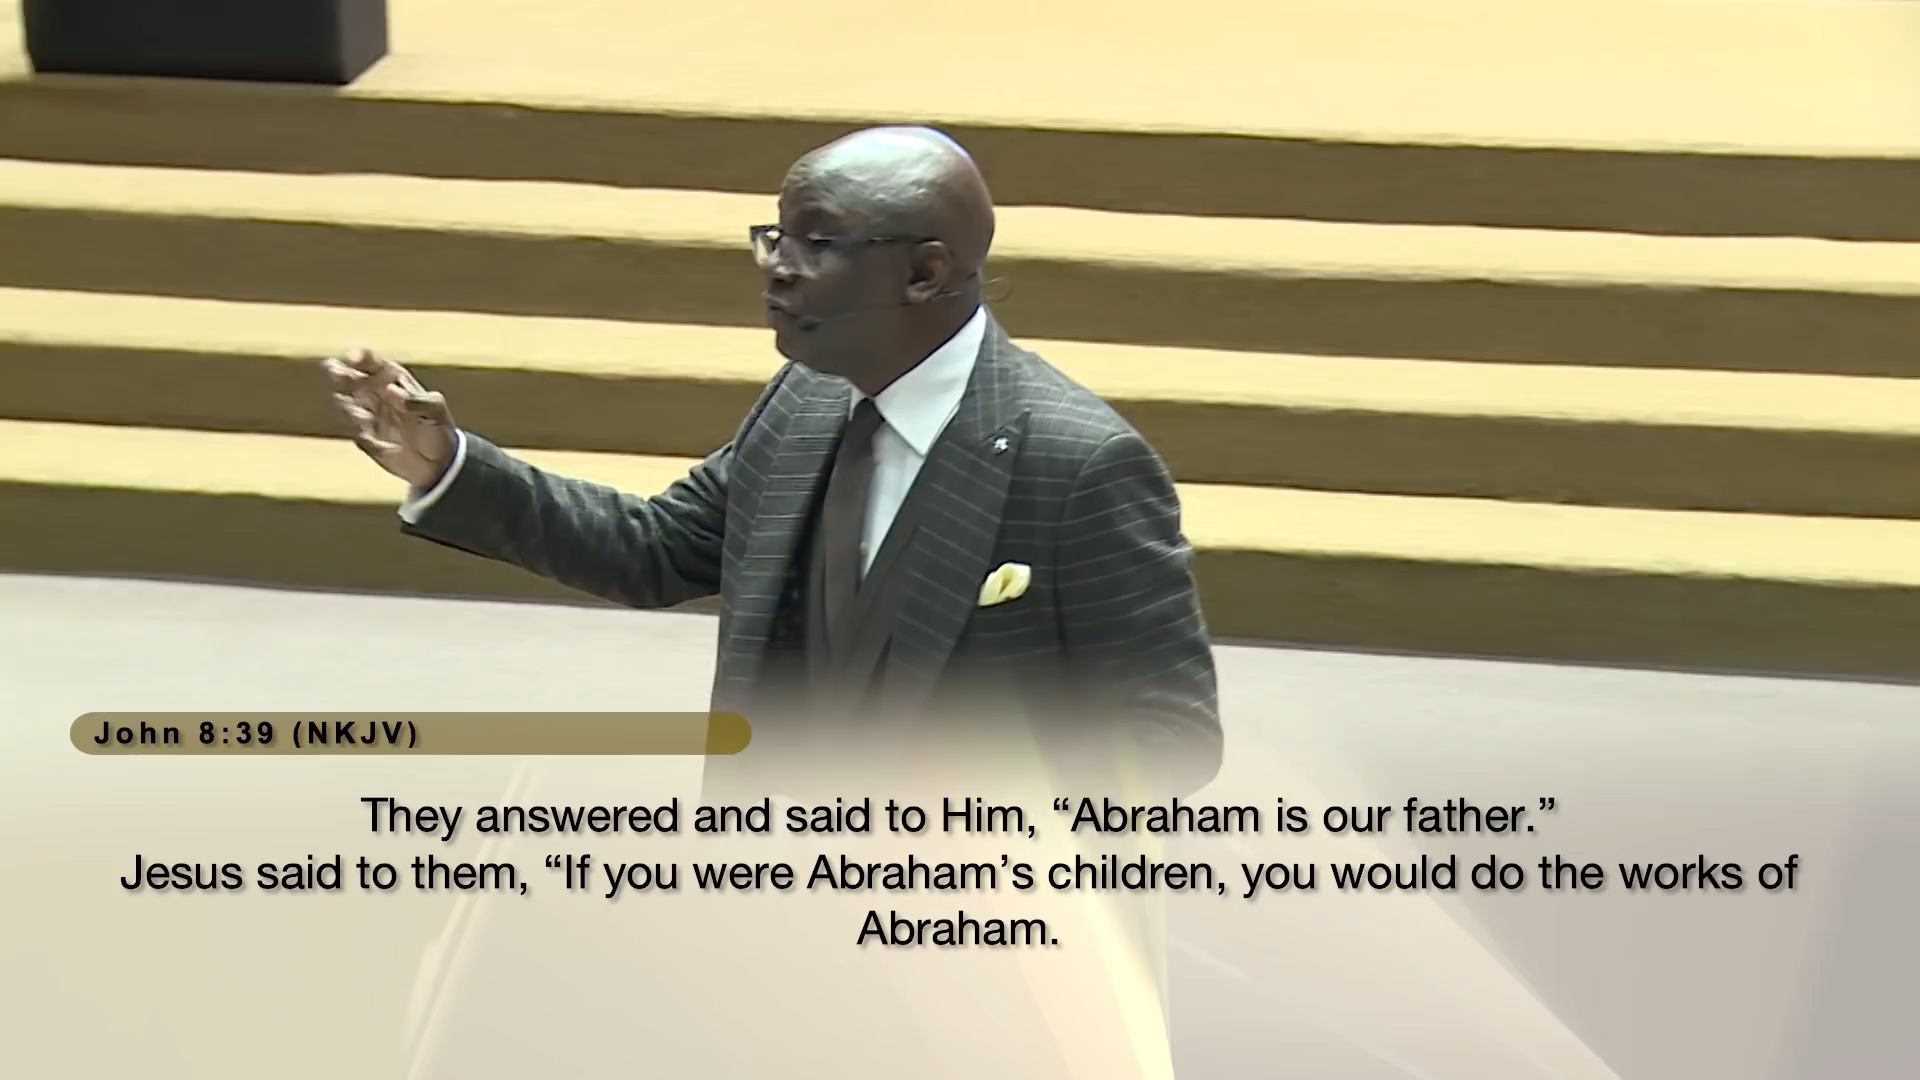 John 8:39 (NKJV)
They answered and said to Him, “Abraham is our father.”
Jesus said to them, “If you were Abraham’s children, you would do the works of
Abraham.